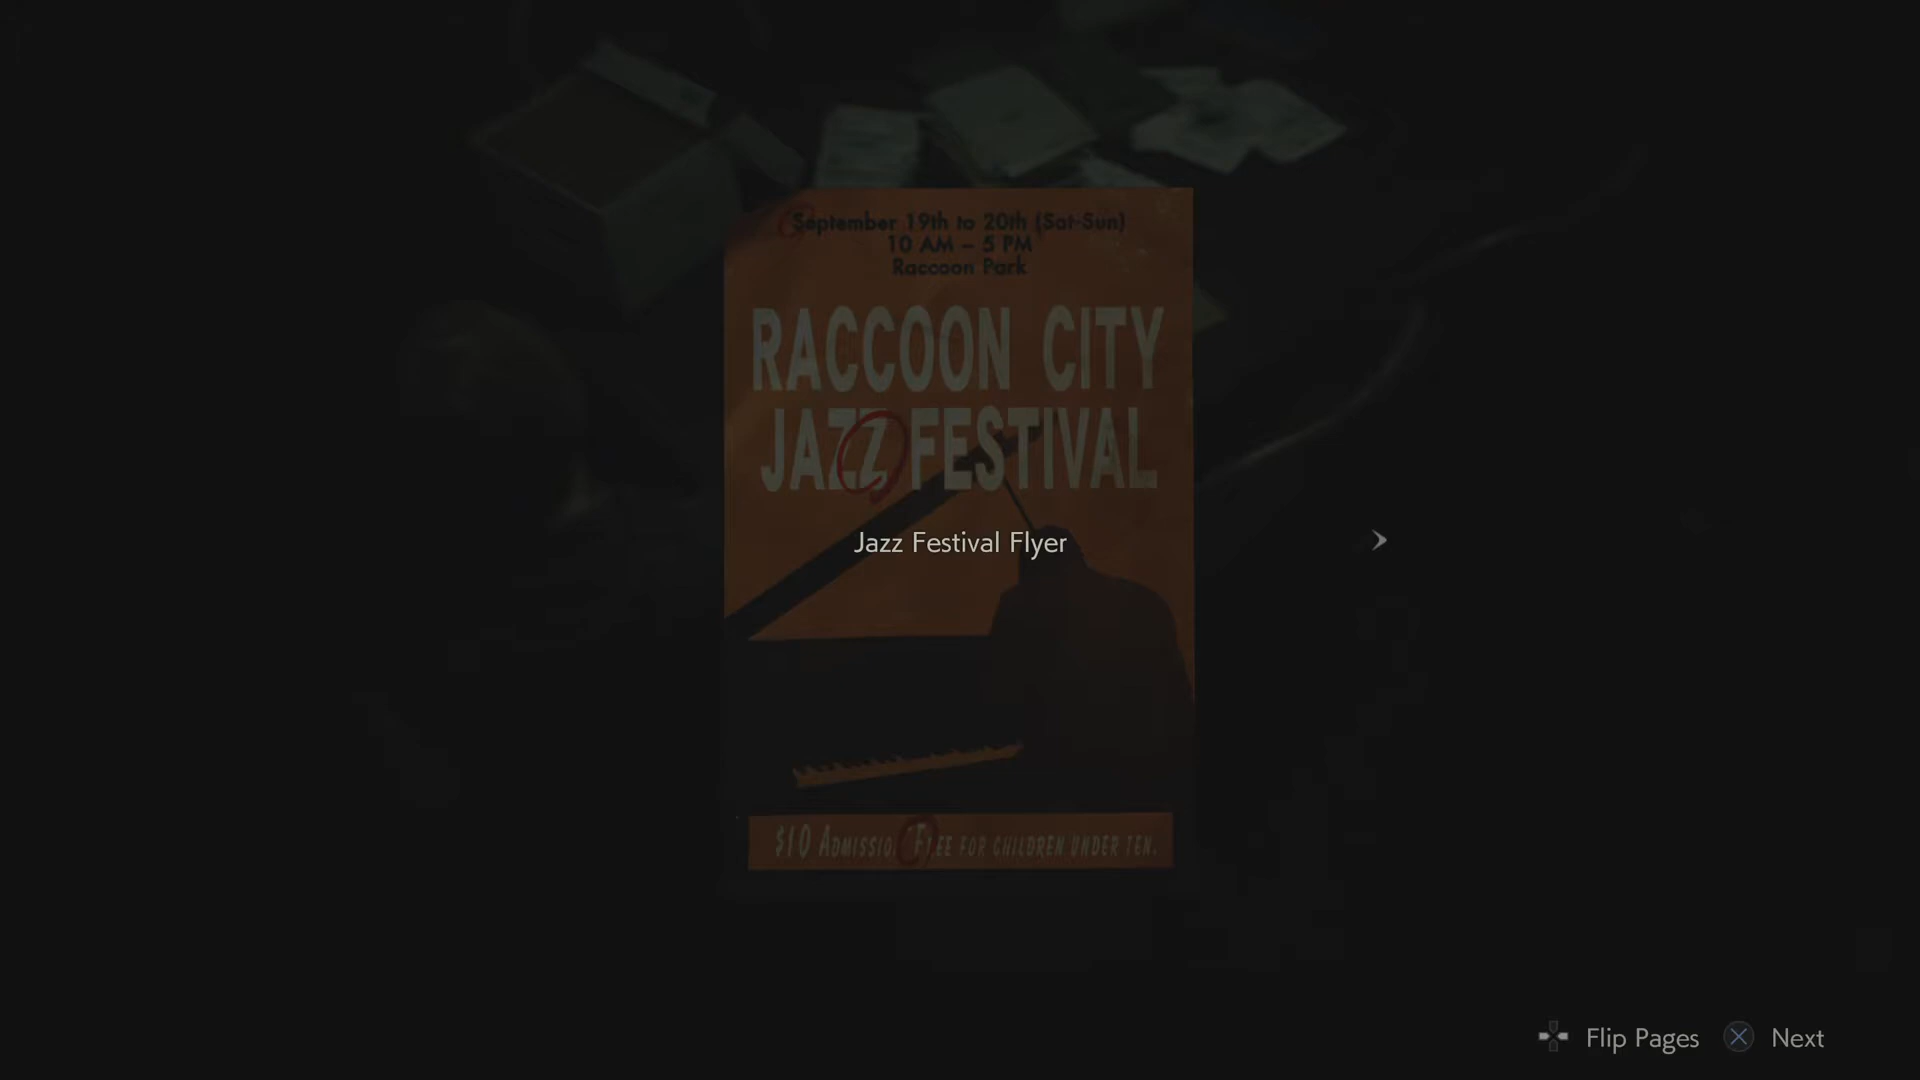 September 19th to 20th (Sat-Sun)
10 AM – 5 PM
Raccoon Park
RACCOON CITY
JAZZ FESTIVAL
Jazz Festival Flyer
$10 Admissio. Free for children under ten.
Flip Pages Next